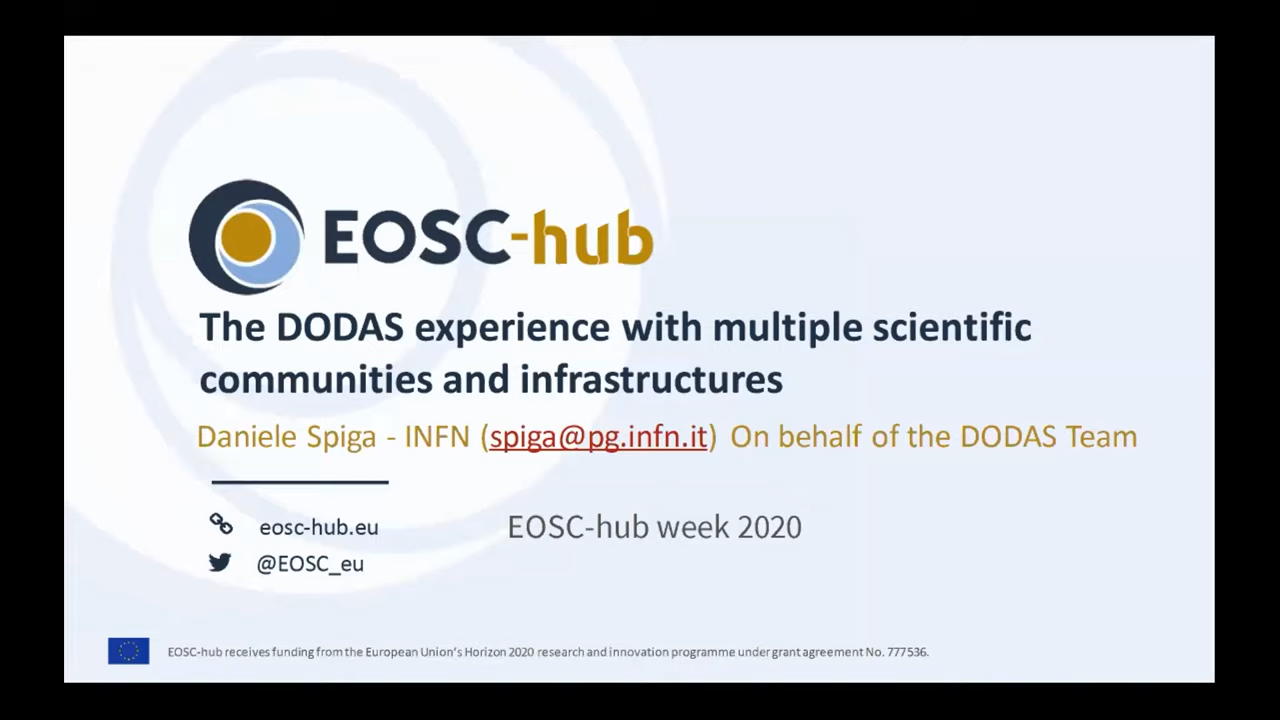 EOSC-hub
The DODAS experience with multiple scientific
communities and infrastructures
Daniele Spiga - INFN (spiga@pg.infn.it) On behalf of the DODAS Team
eosc-hub.eu
EOSC-hub week 2020
@EOSC_eu
EOSC-hub receives funding from the European Union's Horizon 2020 research and innovation programme under grant agreement No. 777536.